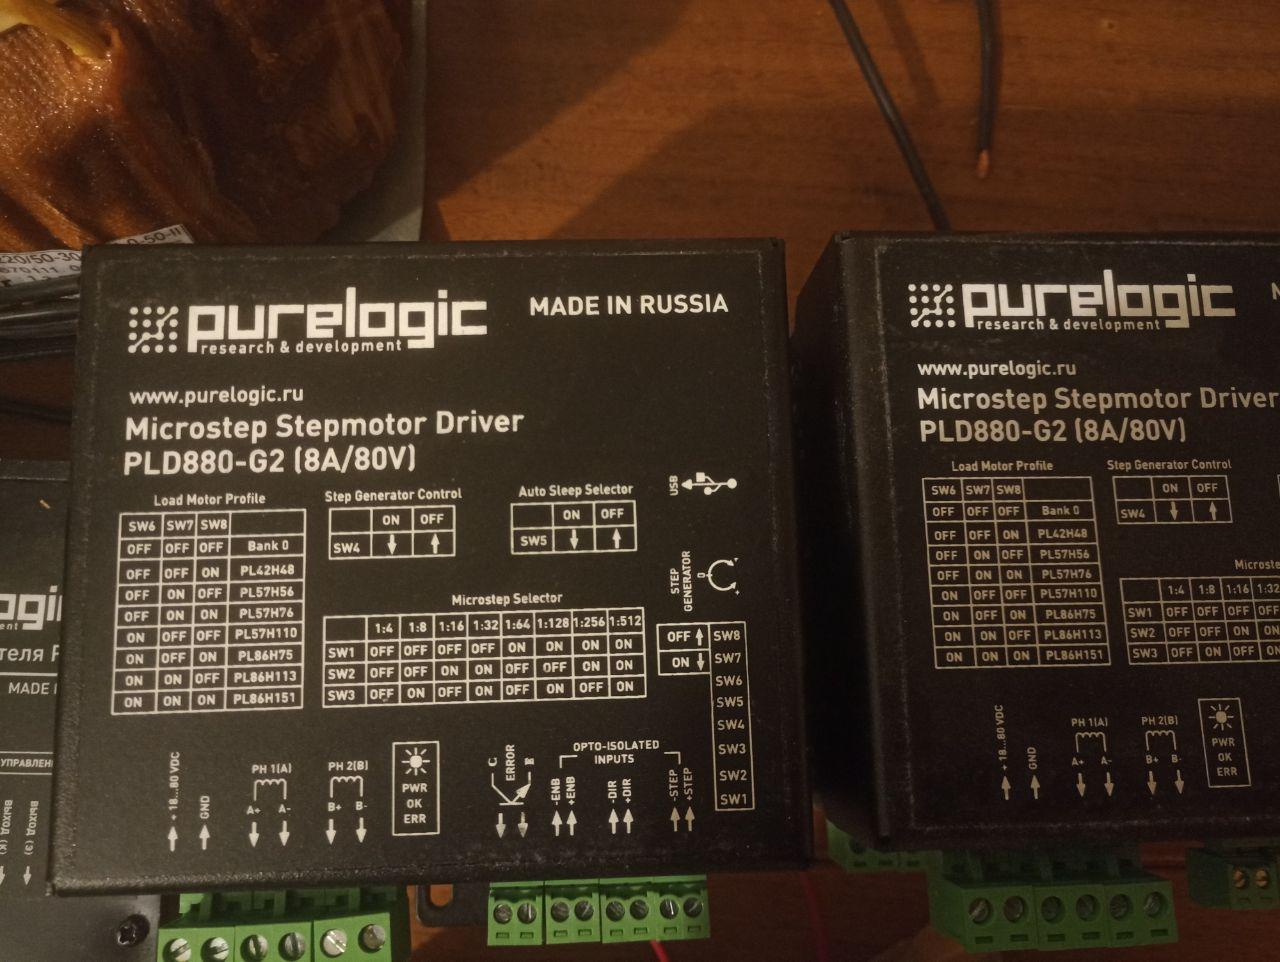 purelogic
research & development
MADE IN RUSSIA
www.purelogic.ru
Microstep Stepmotor Driver
PLD880-G2 (8A/80V)
Load Motor Profile
SW6 SW7 SW8
OFF OFF OFF Bank 0
OFF OFF ON PL42H48
OFF ON OFF PL57H56
OFF ON ON PL57H76
ON OFF OFF PL57H110
ON OFF ON PL86H75
ON ON OFF PL86H113
ON ON ON PL86H151
Step Generator Control
ON OFF
SW4
Auto Sleep Selector
ON OFF
SW5
USB
STEP
GENERATOR
Microstep Selector
1:4 1:8 1:16 1:32 1:64 1:128 1:256 1:512
SW1 OFF OFF OFF OFF ON ON ON ON
SW2 OFF OFF ON ON OFF OFF ON ON
SW3 OFF ON OFF ON OFF ON OFF ON
OFF
ON
SW8
SW7
SW6
SW5
SW4
SW3
SW2
SW1
+ 18...80 VDC
GND
PH 1(A)
A+ A-
PH 2(B)
B+ B-
PWR
OK
ERR
C
ERROR
E
OPTO-ISOLATED
INPUTS
-ENB
+ENB
-DIR
+DIR
-STEP
+STEP
purelogic
research & development
www.purelogic.ru
Microstep Stepmotor Driver
PLD880-G2 (8A/80V)
Load Motor Profile
SW6 SW7 SW8
OFF OFF OFF Bank 0
OFF OFF ON PL42H48
OFF ON OFF PL57H56
OFF ON ON PL57H76
ON OFF OFF PL57H110
ON OFF ON PL86H75
ON ON OFF PL86H113
ON ON ON PL86H151
Step Generator Control
ON OFF
SW4
1:4 1:8 1:16 1:32
SW1 OFF OFF OFF
SW2 OFF OFF ON
SW3 OFF ON OFF
+ 18...80 VDC
GND
PH 1(A)
A+ A-
PH 2(B)
B+ B-
PWR
OK
ERR
ВЫХОД (К)
ВЫХОД (Э)